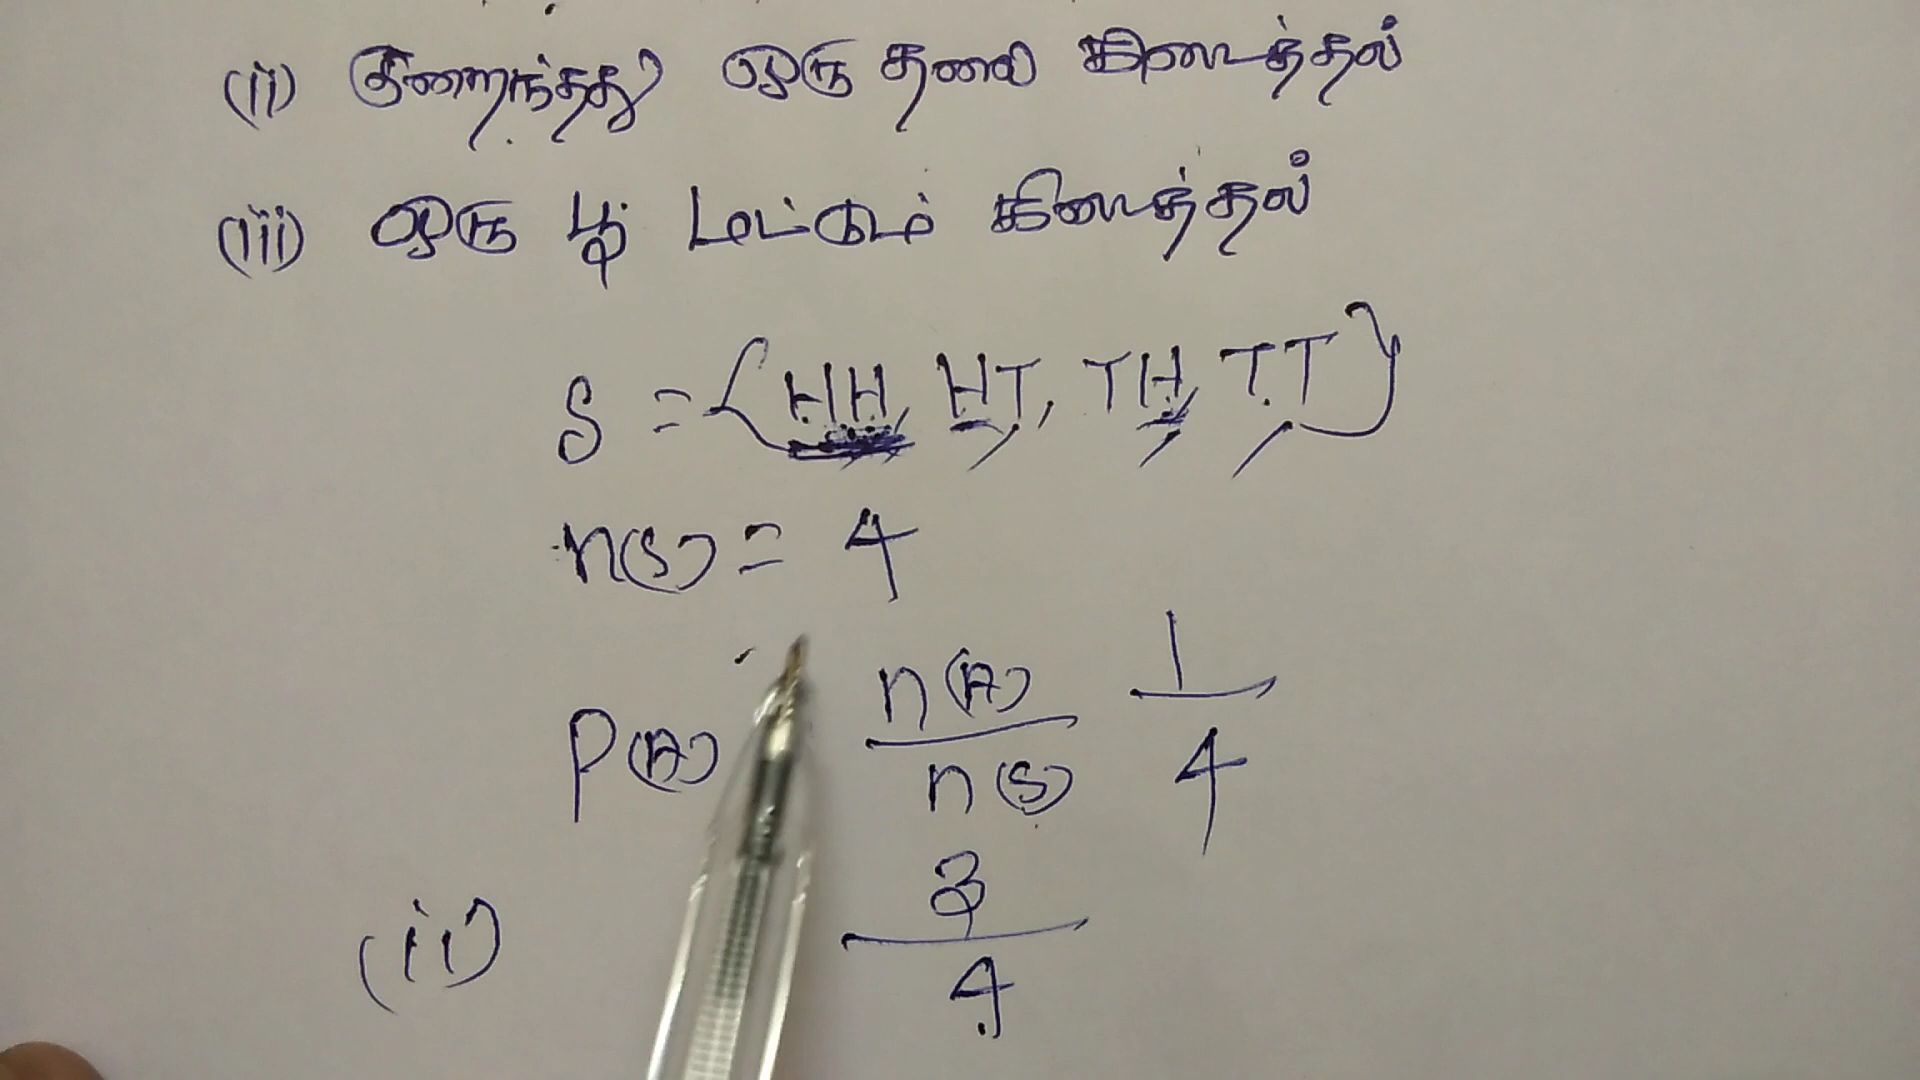 (ii) குறைந்தது ஒரு தலை கிடைத்தல்
(iii) ஒரு பூ மட்டும் கிடைத்தல்
S = {HH, HT, TH, TT}
n(S) = 4
P(A) n(A)/n(S) 1/4
(ii) 3/4